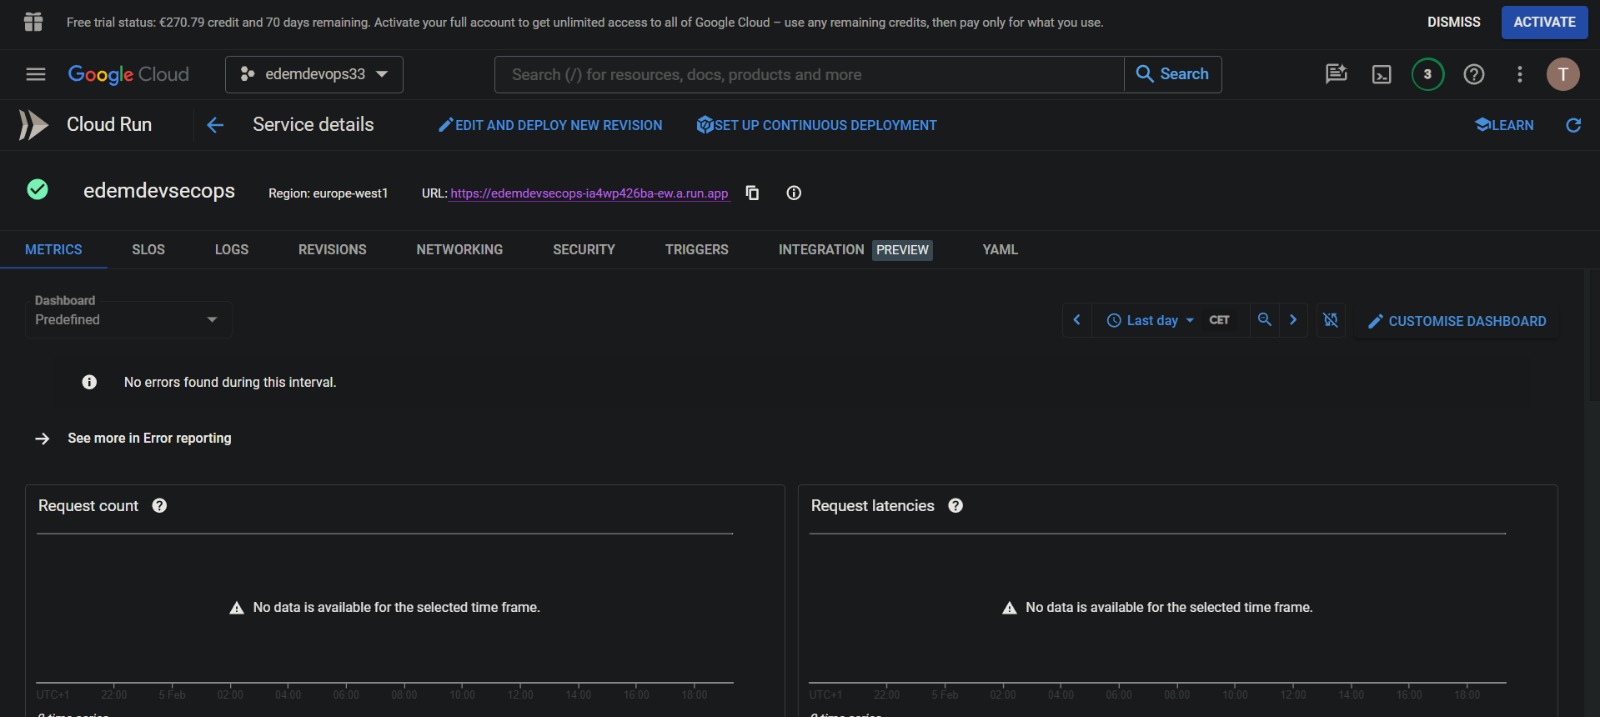 Free trial status: €270.79 credit and 70 days remaining. Activate your full account to get unlimited access to all of Google Cloud – use any remaining credits, then pay only for what you use.
DISMISS
ACTIVATE
Google Cloud
edemdevops33
Search (/) for resources, docs, products and more
Search
3
T
Cloud Run
Service details
EDIT AND DEPLOY NEW REVISION
SET UP CONTINUOUS DEPLOYMENT
LEARN
edemdevsecops
Region: europe-west1
URL: https://edemdevsecops-ia4wp426ba-ew.a.run.app
METRICS
SLOS
LOGS
REVISIONS
NETWORKING
SECURITY
TRIGGERS
INTEGRATION PREVIEW
YAML
Dashboard
Predefined
Last day
CET
CUSTOMISE DASHBOARD
No errors found during this interval.
See more in Error reporting
Request count
No data is available for the selected time frame.
UTC+1 22:00 5 Feb 02:00 04:00 06:00 08:00 10:00 12:00 14:00 16:00 18:00
Request latencies
No data is available for the selected time frame.
UTC+1 22:00 5 Feb 02:00 04:00 06:00 08:00 10:00 12:00 14:00 16:00 18:00